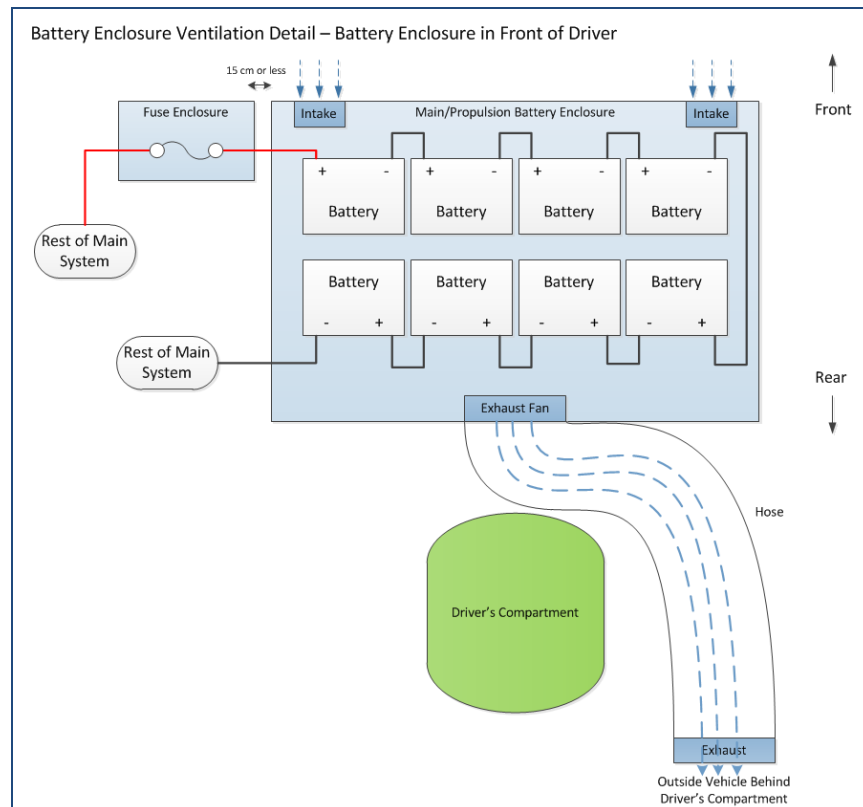 Battery Enclosure Ventilation Detail – Battery Enclosure in Front of Driver
15 cm or less
Front
Fuse Enclosure
Intake
Main/Propulsion Battery Enclosure
Intake
+ -
+ -
+ -
+ -
Battery
Battery
Battery
Battery
Rest of Main
System
Battery
Battery
Battery
Battery
- +
- +
- +
- +
Rest of Main
System
Rear
Exhaust Fan
Hose
Driver's Compartment
Exhaust
Outside Vehicle Behind
Driver's Compartment